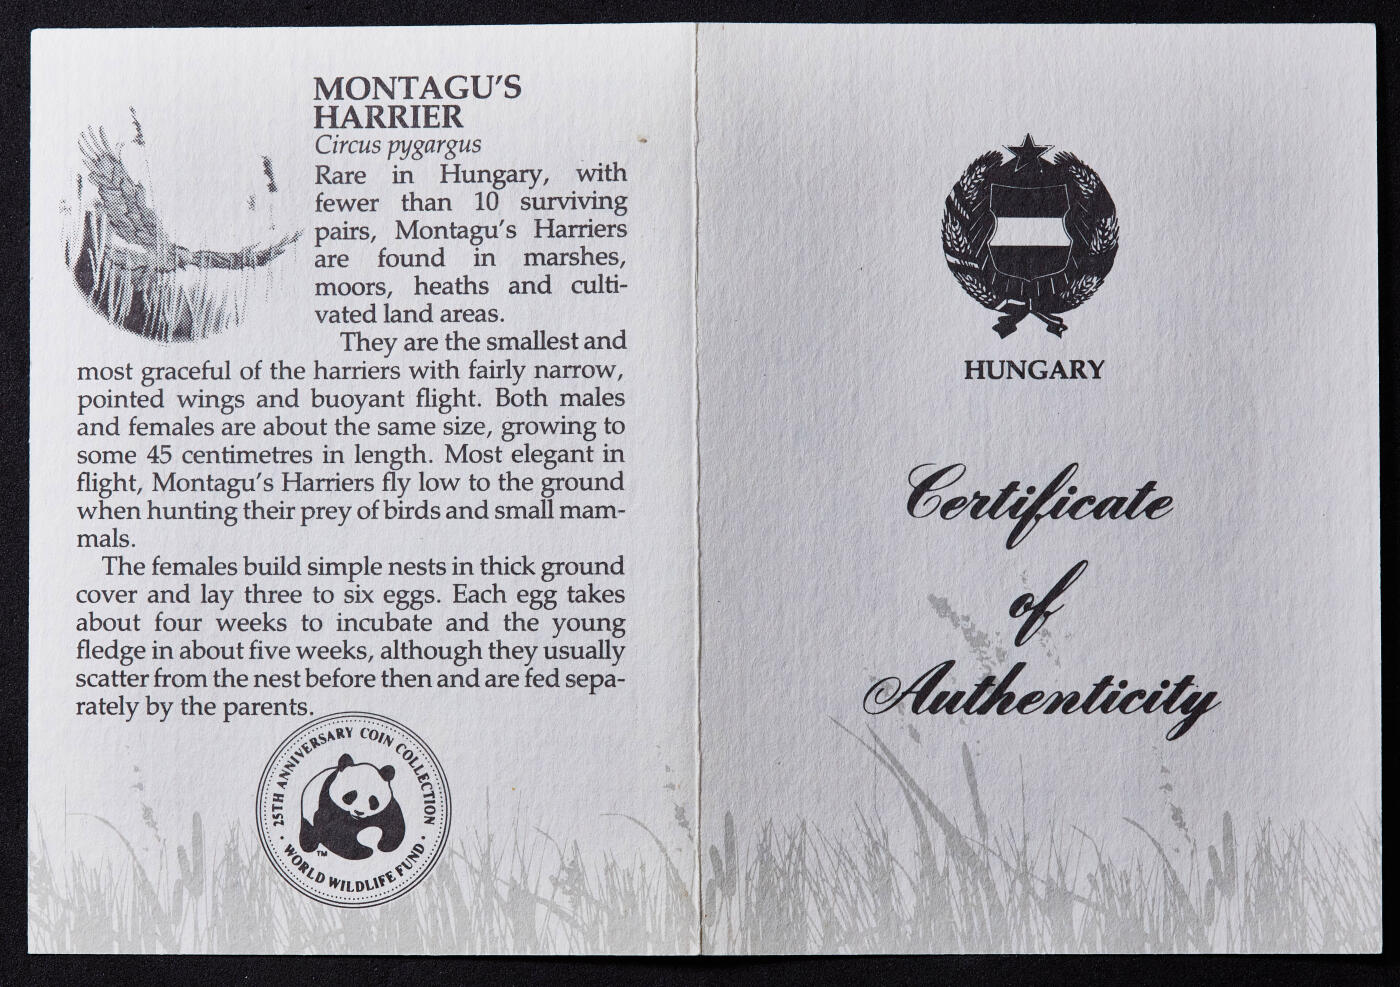 MONTAGU'S
HARRIER
Circus pygargus
Rare in Hungary, with
fewer than 10 surviving
pairs, Montagu's Harriers
are found in marshes,
moors, heaths and culti-
vated land areas.
They are the smallest and
most graceful of the harriers with fairly narrow,
pointed wings and buoyant flight. Both males
and females are about the same size, growing to
some 45 centimetres in length. Most elegant in
flight, Montagu's Harriers fly low to the ground
when hunting their prey of birds and small mam-
mals.
The females build simple nests in thick ground
cover and lay three to six eggs. Each egg takes
about four weeks to incubate and the young
fledge in about five weeks, although they usually
scatter from the nest before then and are fed sepa-
rately by the parents.
25TH ANNIVERSARY COIN COLLECTION
• WORLD WILDLIFE FUND •
TM
HUNGARY
Certificate
of
Authenticity